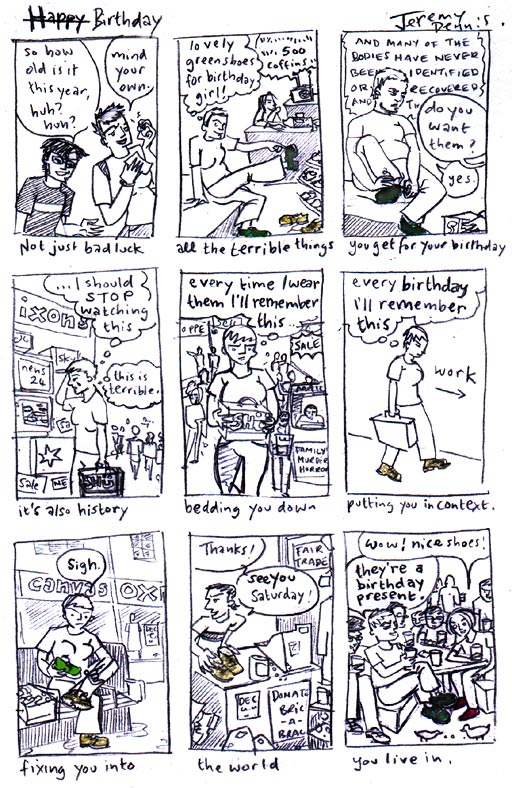 Happy Birthday
Jeremy
Dennis.
so how
old is it
this year,
huh?
huh?
mind
your
own.
Not just bad luck
lovely
green shoes
for birthday
girl!
500
coffins
all the terrible things
AND MANY OF THE
BODIES HAVE NEVER
BEEN IDENTIFIED
OR RECOVERED
AND
do you
want
them?
yes.
you get for your birthday
...I should
STOP
watching
this
ixons
news
24
this is
terrible.
Sale
NE
SHU
it's also history
every time I wear
them I'll remember
this...
OPPE
SALE
SHU
FAMILY
MURDER
HORROR
bedding you down
every birthday
I'll remember
this
work
putting you in context.
Sigh.
canvas OX
fixing you into
Thanks!
FAIR
TRADE
see you
Saturday!
DONATE
BRIC
-A-
BRAC
the world
Wow! nice shoes!
they're a
birthday
present.
you live in.